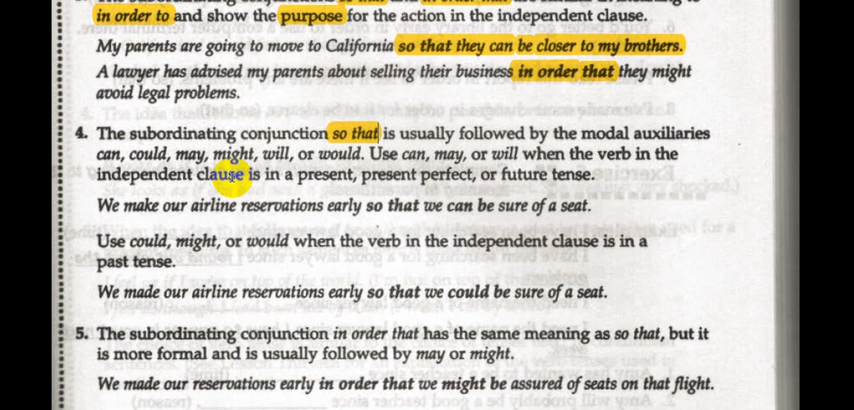 in order to and show the purpose for the action in the independent clause.
My parents are going to move to California so that they can be closer to my brothers.
A lawyer has advised my parents about selling their business in order that they might
avoid legal problems.
4. The subordinating conjunction so that is usually followed by the modal auxiliaries
can, could, may, might, will, or would. Use can, may, or will when the verb in the
independent clause is in a present, present perfect, or future tense.
We make our airline reservations early so that we can be sure of a seat.
Use could, might, or would when the verb in the independent clause is in a
past tense.
We made our airline reservations early so that we could be sure of a seat.
5. The subordinating conjunction in order that has the same meaning as so that, but it
is more formal and is usually followed by may or might.
We made our reservations early in order that we might be assured of seats on that flight.